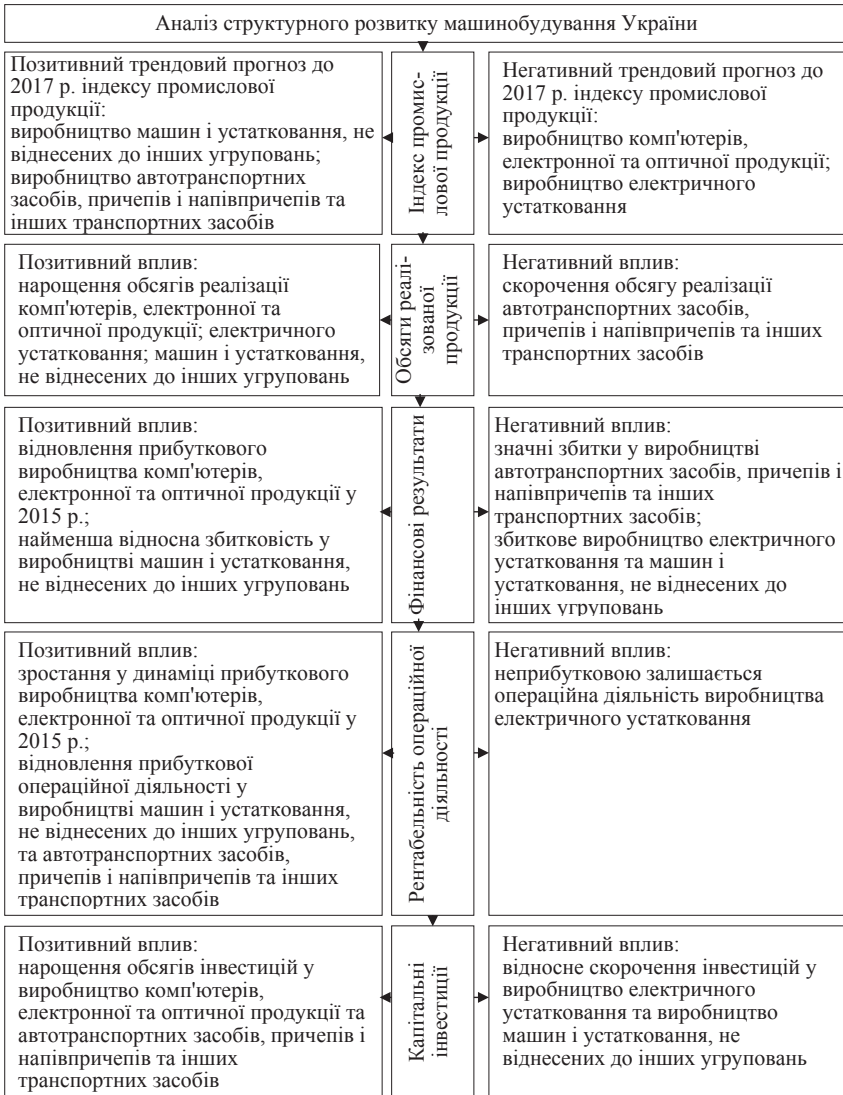 Аналіз структурного розвитку машинобудування України
Позитивний трендовий прогноз до
2017 р. індексу промислової
продукції:
виробництво машин і устатковання, не
віднесених до інших угруповань;
виробництво автотранспортних
засобів, причепів і напівпричепів та
інших транспортних засобів
Індекс промис-
лової продукції
Негативний трендовий прогноз до
2017 р. індексу промислової
продукції:
виробництво комп'ютерів,
електронної та оптичної продукції;
виробництво електричного
устатковання
Позитивний вплив:
нарощення обсягів реалізації
комп'ютерів, електронної та
оптичної продукції; електричного
устатковання; машин і устатковання,
не віднесених до інших угруповань
Обсяги реалі-
зованої
продукції
Негативний вплив:
скорочення обсягу реалізації
автотранспортних засобів,
причепів і напівпричепів та інших
транспортних засобів
Позитивний вплив:
відновлення прибуткового
виробництва комп'ютерів,
електронної та оптичної продукції у
2015 р.;
найменша відносна збитковість у
виробництві машин і устатковання,
не віднесених до інших угруповань
Фінансові результати
Негативний вплив:
значні збитки у виробництві
автотранспортних засобів, причепів і
напівпричепів та інших
транспортних засобів;
збиткове виробництво електричного
устатковання та машин і
устатковання, не віднесених до
інших угруповань
Позитивний вплив:
зростання у динаміці прибуткового
виробництва комп'ютерів,
електронної та оптичної продукції у
2015 р.;
відновлення прибуткової
операційної діяльності у
виробництві машин і устатковання,
не віднесених до інших угруповань,
та автотранспортних засобів,
причепів і напівпричепів та інших
транспортних засобів
Рентабельність операційної
діяльності
Негативний вплив:
неприбутковою залишається
операційна діяльність виробництва
електричного устатковання
Позитивний вплив:
нарощення обсягів інвестицій у
виробництво комп'ютерів,
електронної та оптичної продукції та
автотранспортних засобів, причепів і
напівпричепів та інших
транспортних засобів
Капітальні
інвестиції
Негативний вплив:
відносне скорочення інвестицій у
виробництво електричного
устатковання та виробництво
машин і устатковання, не
віднесених до інших угруповань